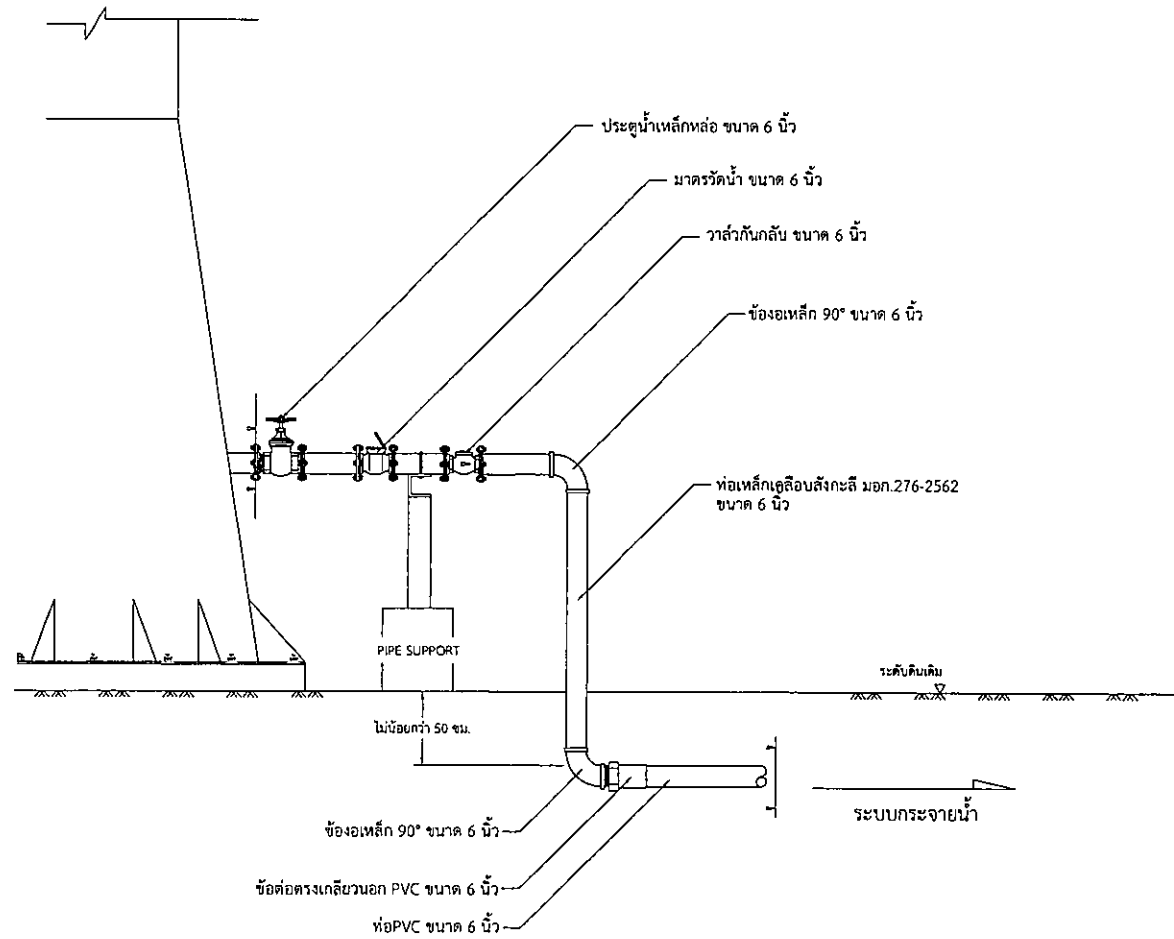 ประตูน้ำเหล็กหล่อ ขนาด 6 นิ้ว
มาตรวัดน้ำ ขนาด 6 นิ้ว
วาล์วกันกลับ ขนาด 6 นิ้ว
ข้องอเหล็ก 90° ขนาด 6 นิ้ว
ท่อเหล็กเคลือบสังกะสี มอก.276-2562
ขนาด 6 นิ้ว
PIPE SUPPORT
ระดับดินเดิม
ไม่น้อยกว่า 50 ซม.
ระบบกระจายน้ำ
ข้องอเหล็ก 90° ขนาด 6 นิ้ว
ข้อต่อตรงเกลียวนอก PVC ขนาด 6 นิ้ว
ท่อPVC ขนาด 6 นิ้ว